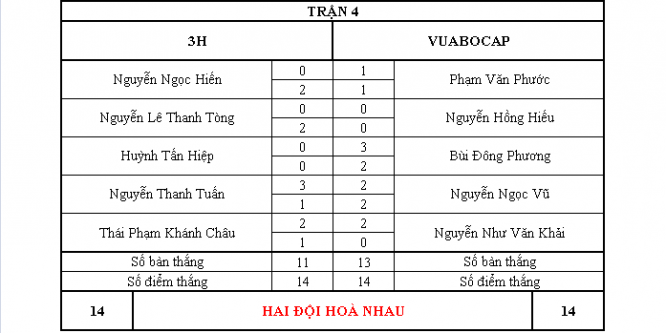 TRẬN 4
3H VUABOCAP
Nguyễn Ngọc Hiến 0 1 Phạm Văn Phước
2 1
Nguyễn Lê Thanh Tòng 0 0 Nguyễn Hồng Hiếu
2 0
Huỳnh Tấn Hiệp 0 3 Bùi Đông Phương
0 2
Nguyễn Thanh Tuấn 3 2 Nguyễn Ngọc Vũ
1 2
Thái Phạm Khánh Châu 2 2 Nguyễn Như Văn Khải
1 0
Số bàn thắng 11 13 Số bàn thắng
Số điểm thắng 14 14 Số điểm thắng
14 HAI ĐỘI HOÀ NHAU 14